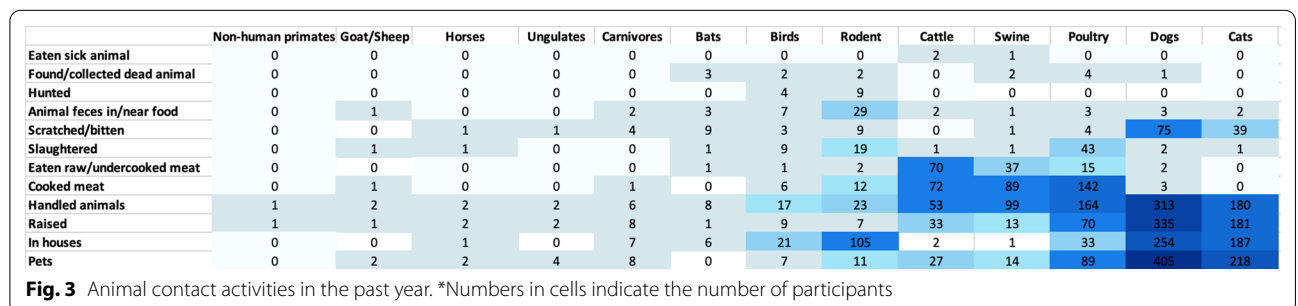 Non-human primates Goat/Sheep Horses Ungulates Carnivores Bats Birds Rodent Cattle Swine Poultry Dogs Cats
Eaten sick animal 0 0 0 0 0 0 0 0 2 1 0 0 0
Found/collected dead animal 0 0 0 0 0 3 2 2 0 2 4 1 0
Hunted 0 0 0 0 0 0 4 9 0 0 0 0 0
Animal feces in/near food 0 1 0 0 2 3 7 29 2 1 3 3 2
Scratched/bitten 0 0 1 1 4 9 3 9 0 1 4 75 39
Slaughtered 0 1 1 0 0 1 9 19 1 1 43 2 1
Eaten raw/undercooked meat 0 0 0 0 0 1 1 2 70 37 15 2 0
Cooked meat 0 1 0 0 1 0 6 12 72 89 142 3 0
Handled animals 1 2 2 2 6 8 17 23 53 99 164 313 180
Raised 1 1 2 2 8 1 9 7 33 13 70 335 181
In houses 0 0 1 0 7 6 21 105 2 1 33 254 187
Pets 0 2 2 4 8 0 7 11 27 14 89 405 218
Fig. 3 Animal contact activities in the past year. *Numbers in cells indicate the number of participants